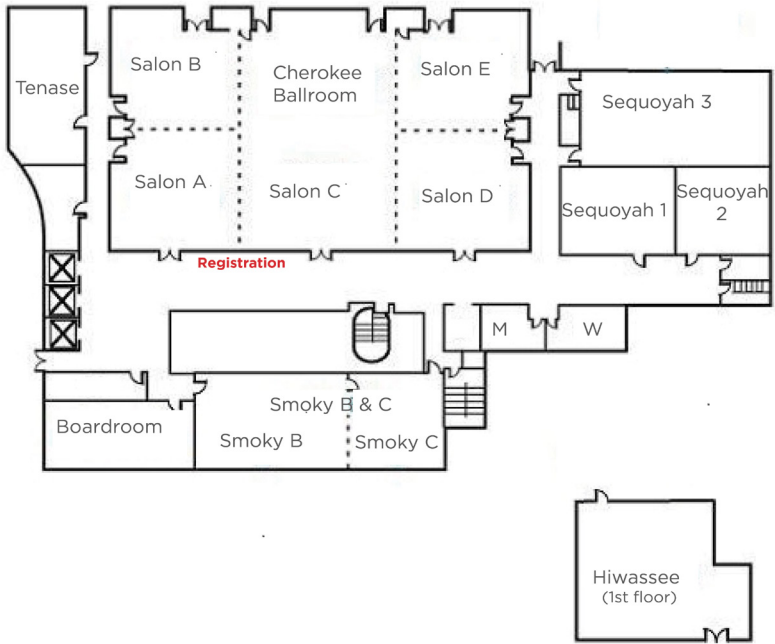 Tenase
Salon B
Cherokee
Ballroom
Salon E
Sequoyah 3
Salon A
Salon C
Salon D
Sequoyah 1
Sequoyah
2
Registration
M
W
Smoky B & C
Boardroom
Smoky B
Smoky C
Hiwassee
(1st floor)